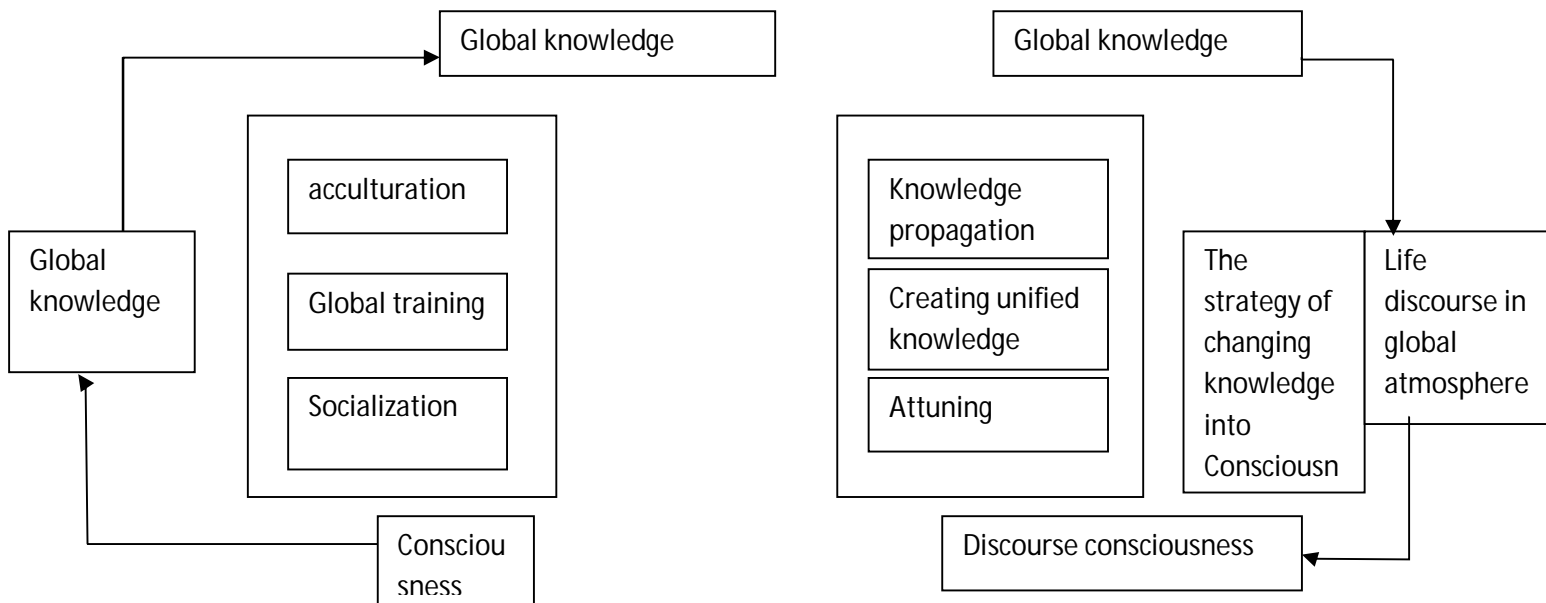 Global knowledge
acculturation
Global training
Socialization
Global
knowledge
Consciou
sness
Global knowledge
Knowledge
propagation
Creating unified
knowledge
Attuning
The
strategy of
changing
knowledge
into
Consciousn
Life
discourse in
global
atmosphere
Discourse consciousness